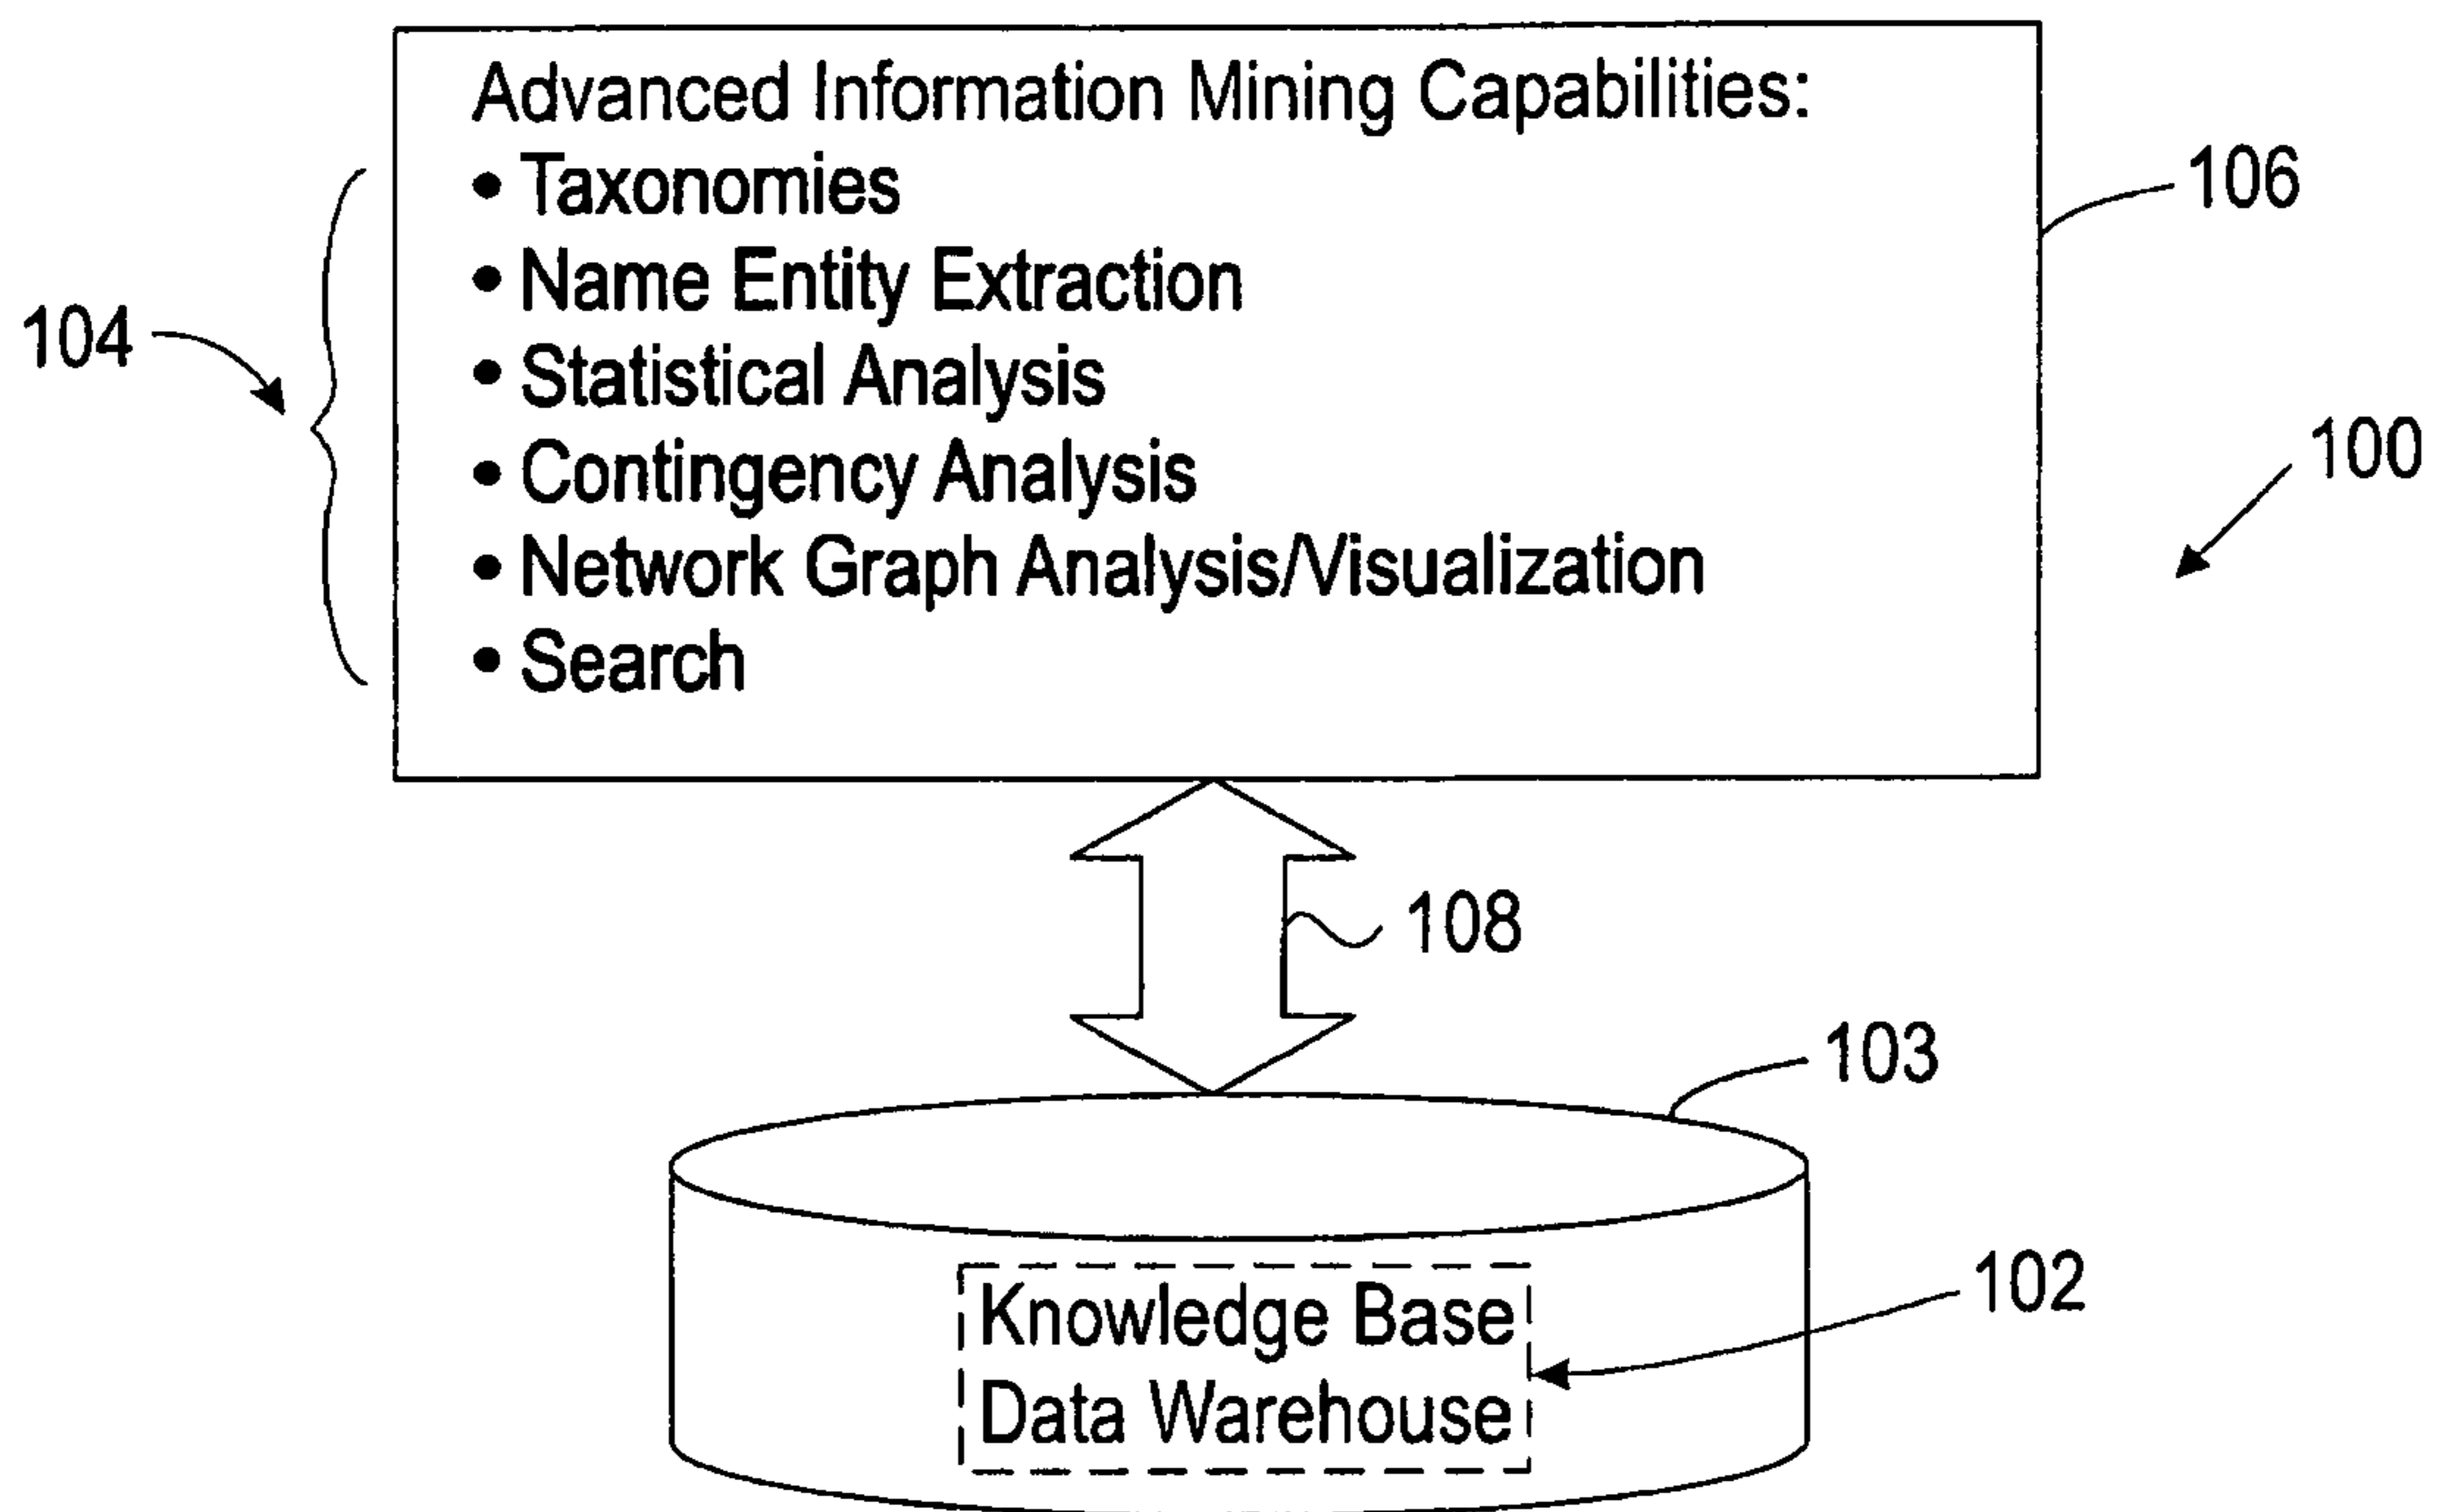 Advanced Information Mining Capabilities:
• Taxonomies
• Name Entity Extraction
• Statistical Analysis
• Contingency Analysis
• Network Graph Analysis/Visualization
• Search
106
104
100
108
103
102
Knowledge Base
Data Warehouse